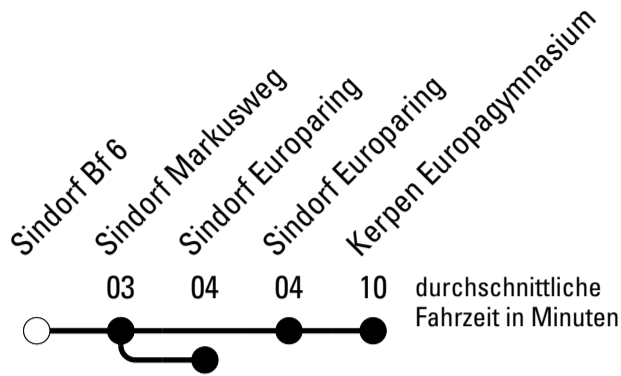 Sindorf Bf 6
Sindorf Markusweg
Sindorf Europaring
Sindorf Europaring
Kerpen Europagymnasium
03 04 04 10
durchschnittliche
Fahrzeit in Minuten